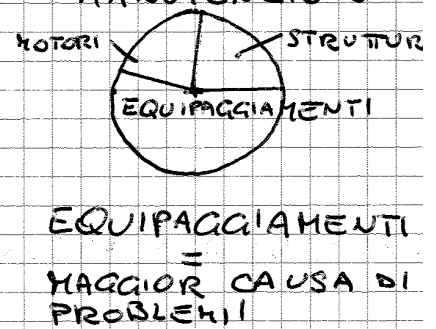 MOTORI
STRUTTUR
EQUIPAGGIAMENTI
EQUIPAGGIAMENTI
=
MAGGIOR CAUSA DI
PROBLEMI!